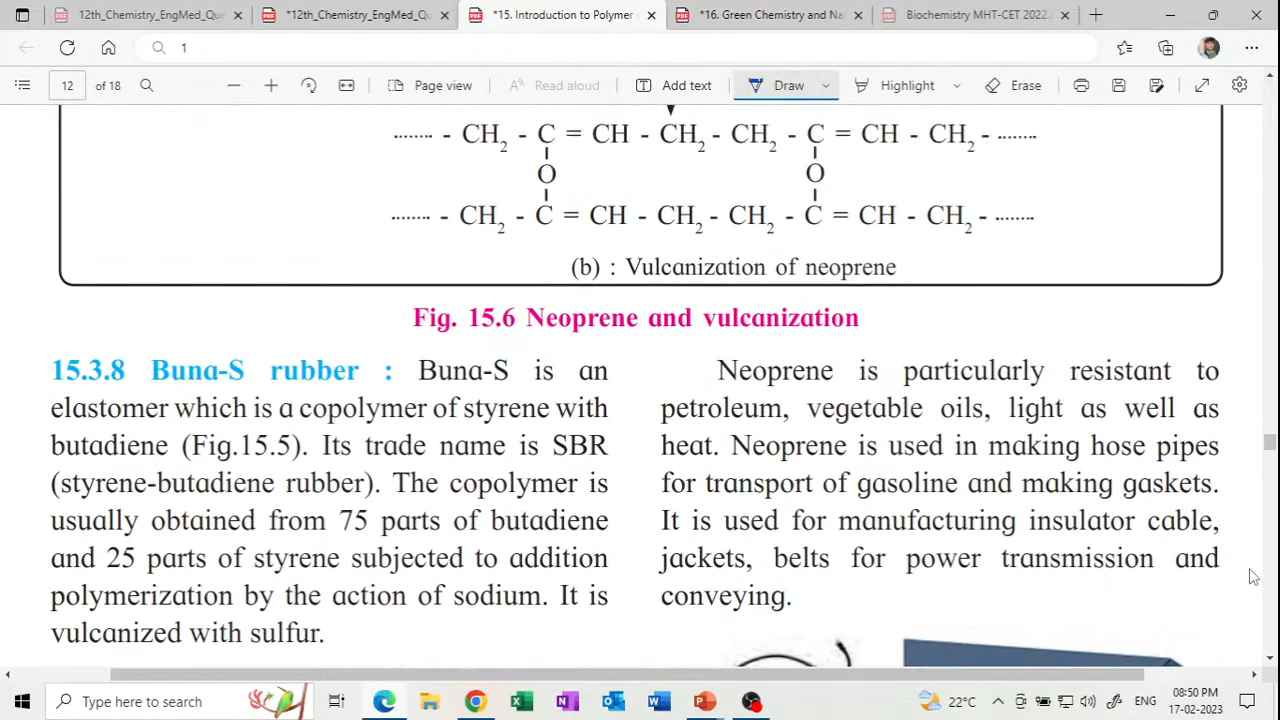 12th_Chemistry_EngMed_Que
*12th_Chemistry_EngMed_Qu
*15. Introduction to Polymer
*16. Green Chemistry and Na
Biochemistry MHT-CET 2022
1
12 of 18
Page view
Read aloud
Add text
Draw
Highlight
Erase
........ - CH2 - C = CH - CH2 - CH2 - C = CH - CH2 - ........
O O
........ - CH2 - C = CH - CH2 - CH2 - C = CH - CH2 - ........
(b) : Vulcanization of neoprene
Fig. 15.6 Neoprene and vulcanization
15.3.8 Buna-S rubber : Buna-S is an
elastomer which is a copolymer of styrene with
butadiene (Fig.15.5). Its trade name is SBR
(styrene-butadiene rubber). The copolymer is
usually obtained from 75 parts of butadiene
and 25 parts of styrene subjected to addition
polymerization by the action of sodium. It is
vulcanized with sulfur.
Neoprene is particularly resistant to
petroleum, vegetable oils, light as well as
heat. Neoprene is used in making hose pipes
for transport of gasoline and making gaskets.
It is used for manufacturing insulator cable,
jackets, belts for power transmission and
conveying.
Type here to search
22°C
ENG
08:50 PM
17-02-2023